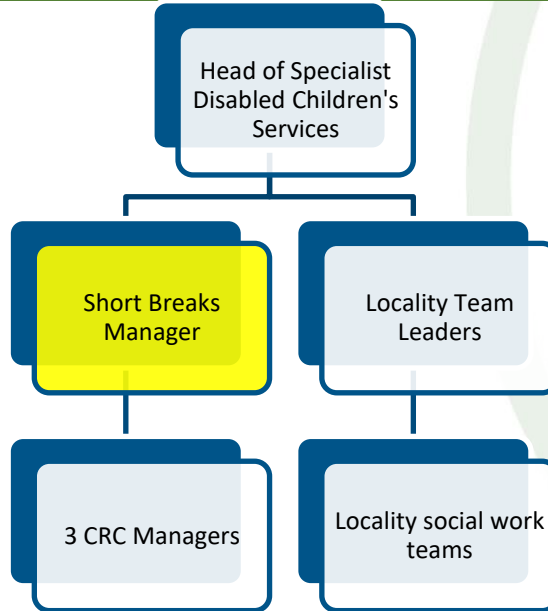 Head of Specialist
Disabled Children's
Services
Short Breaks
Manager
Locality Team
Leaders
3 CRC Managers
Locality social work
teams